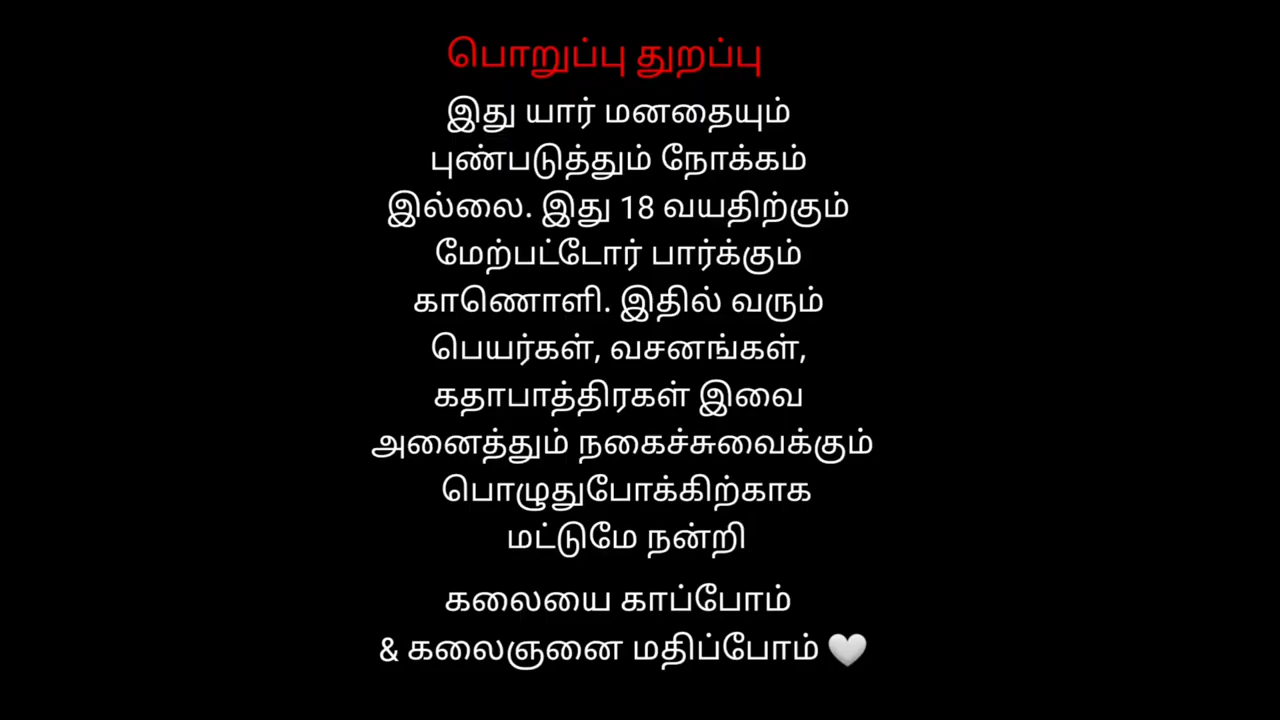 பொறுப்பு துறப்பு
இது யார் மனதையும்
புண்படுத்தும் நோக்கம்
இல்லை. இது 18 வயதிற்கும்
மேற்பட்டோர் பார்க்கும்
காணொளி. இதில் வரும்
பெயர்கள், வசனங்கள்,
கதாபாத்திரகள் இவை
அனைத்தும் நகைச்சுவைக்கும்
பொழுதுபோக்கிற்காக
மட்டுமே நன்றி
கலையை காப்போம்
& கலைஞனை மதிப்போம் 🤍